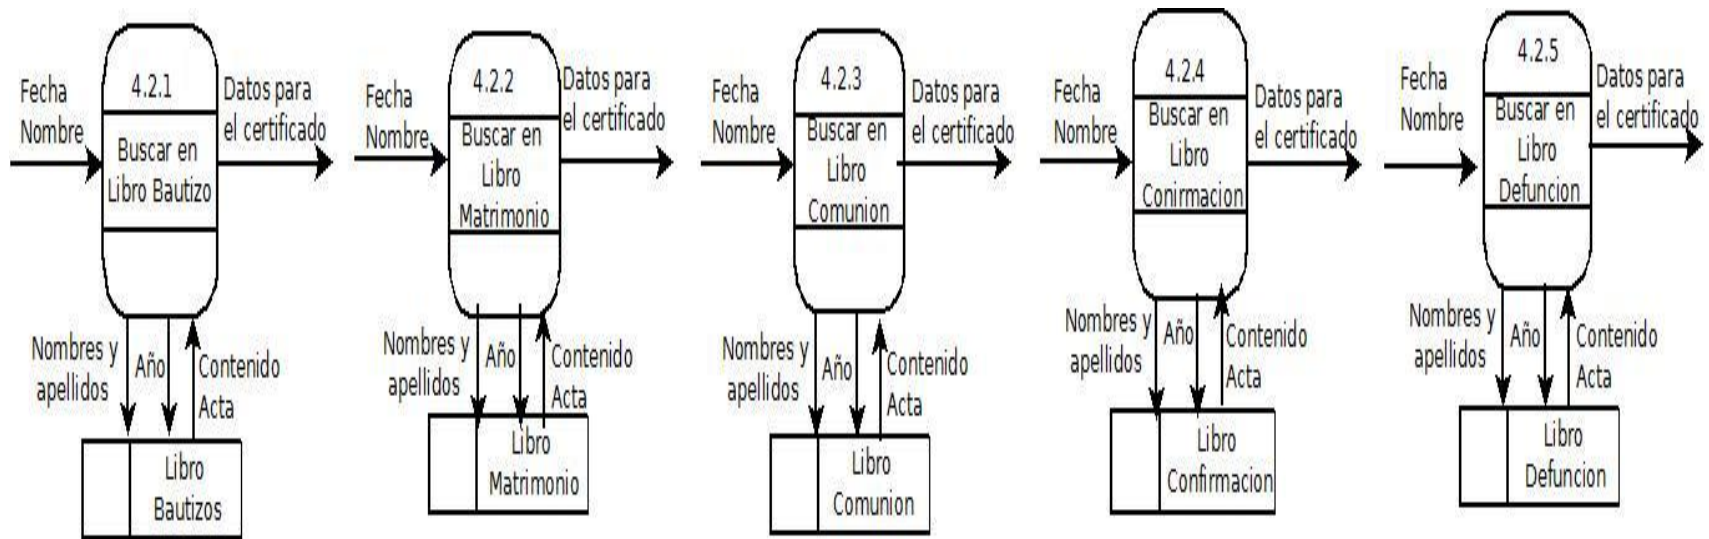 Fecha
Nombre
4.2.1
Buscar en
Libro Bautizo
Datos para
el certificado
Nombres y
apellidos
Año
Contenido
Acta
Libro
Bautizos
Fecha
Nombre
4.2.2
Buscar en
Libro
Matrimonio
Datos para
el certificado
Nombres y
apellidos
Año
Contenido
Acta
Libro
Matrimonio
Fecha
Nombre
4.2.3
Buscar en
Libro
Comunion
Datos para
el certificado
Nombres y
apellidos
Año
Contenido
Acta
Libro
Comunion
Fecha
Nombre
4.2.4
Buscar en
Libro
Conirmacion
Datos para
el certificado
Nombres y
apellidos
Año
Contenido
Acta
Libro
Confirmacion
Fecha
Nombre
4.2.5
Buscar en
Libro
Defuncion
Datos para
el certificado
Nombres y
apellidos
Año
Contenido
Acta
Libro
Defuncion